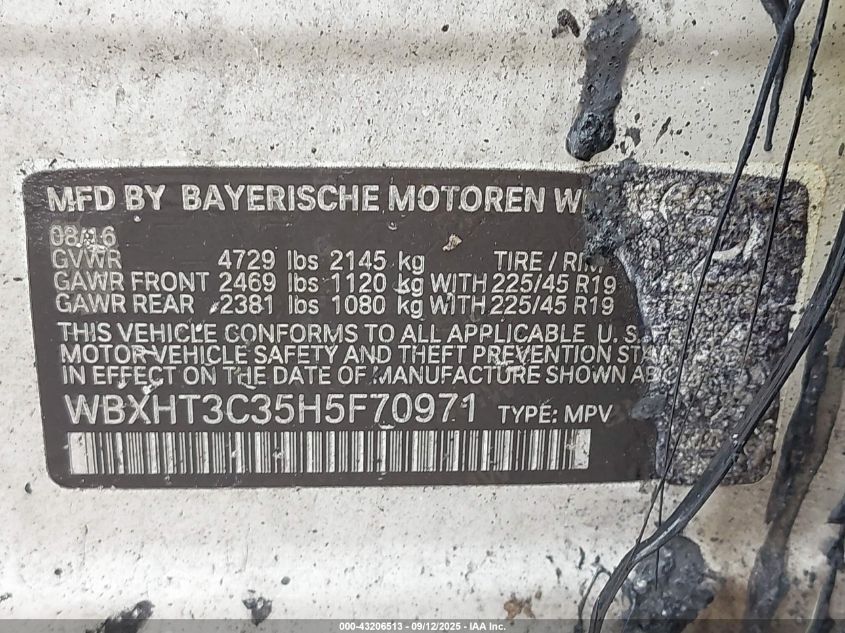 MFD BY BAYERISCHE MOTOREN W
08/16
GVWR 4729 lbs 2145 kg TIRE / RIM
GAWR FRONT 2469 lbs 1120 kg WITH 225/45 R19
GAWR REAR 2381 lbs 1080 kg WITH 225/45 R19
THIS VEHICLE CONFORMS TO ALL APPLICABLE U. S.
MOTOR VEHICLE SAFETY AND THEFT PREVENTION STAN
IN EFFECT ON THE DATE OF MANUFACTURE SHOWN ABO
WBXHT3C35H5F70971 TYPE: MPV
000-43206513 - 09/12/2025 - IAA Inc.